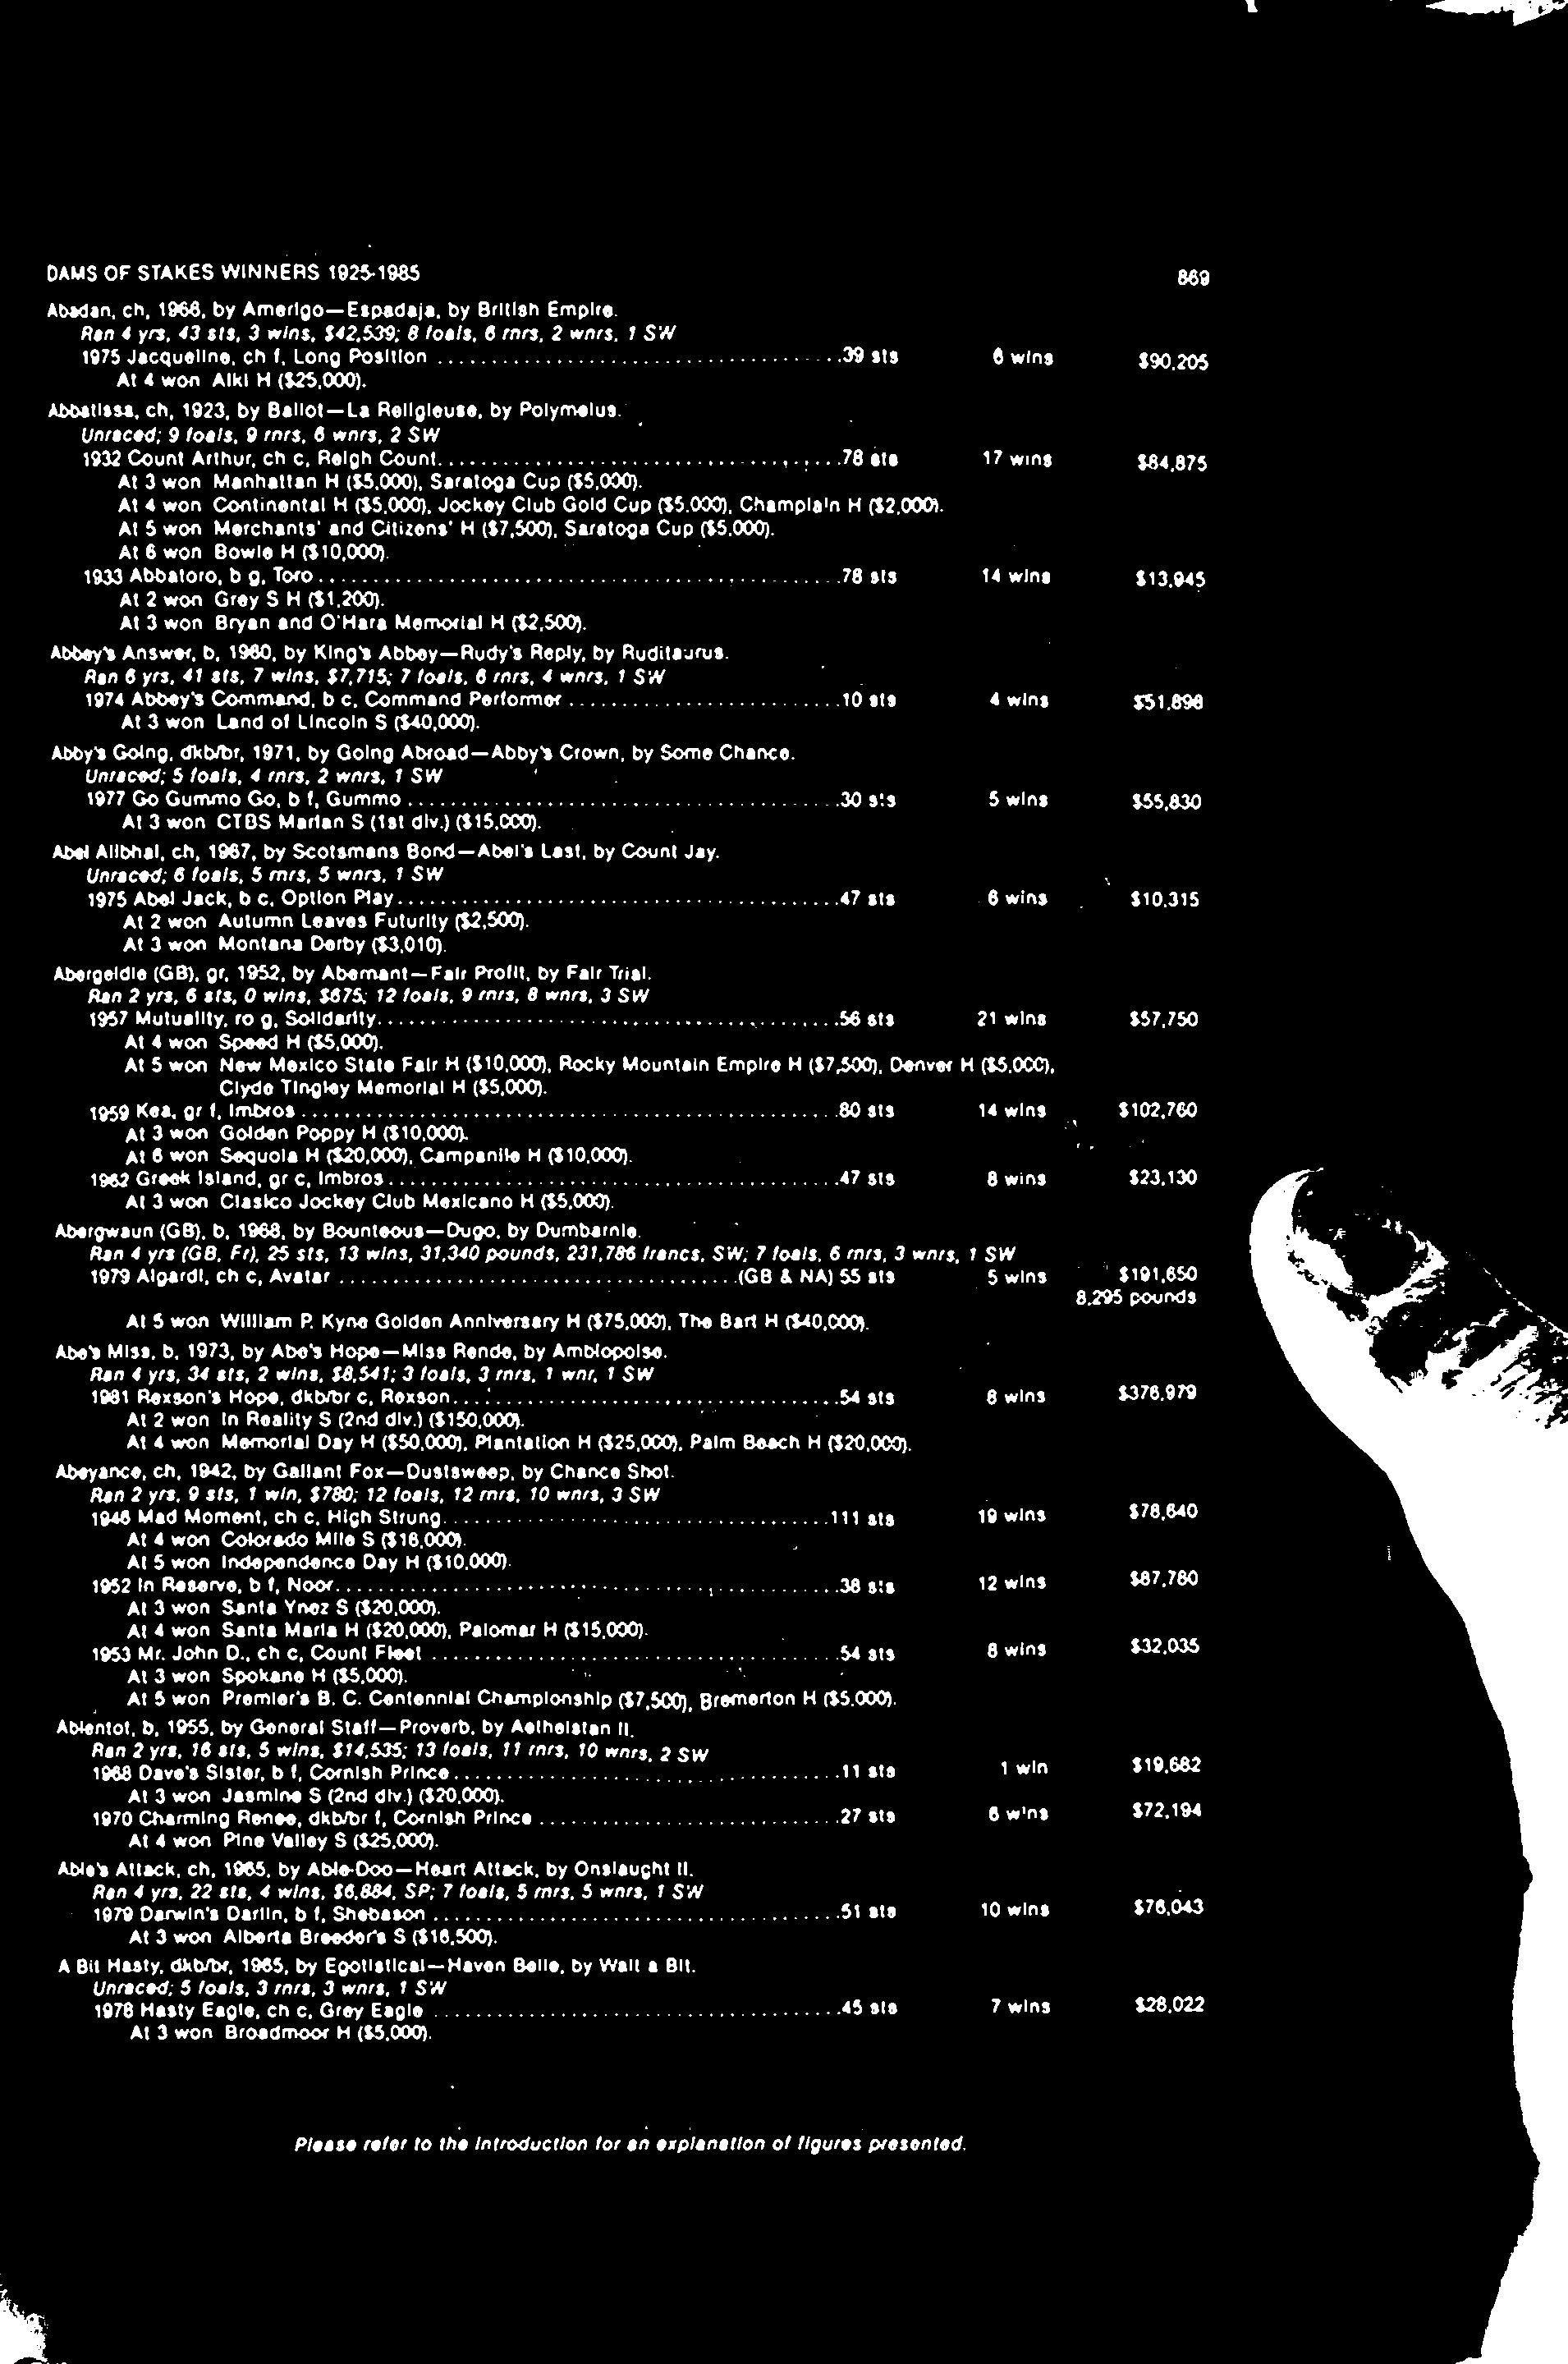 DAMS OF STAKES WINNERS 1925-1985 869
Abadan, ch, 1966, by Amerigo—Espadaja, by British Empire.
Ran 4 yrs, 43 sts, 3 wins, $42,539; 8 foals, 6 rnrs, 2 wnrs, 1 SW
1975 Jacqueline, ch f, Long Position ........ 39 sts 6 wins $90,205
At 4 won Alki H ($25,000).
Abbatissa, ch, 1923, by Ballot—La Religieuse, by Polymelus.
Unraced; 9 foals, 9 rnrs, 6 wnrs, 2 SW
1932 Count Arthur, ch c, Reigh Count ........ 78 sts 17 wins $84,875
At 3 won Manhattan H ($5,000), Saratoga Cup ($5,000).
At 4 won Continental H ($5,000), Jockey Club Gold Cup ($5,000), Champlain H ($2,000).
At 5 won Merchants' and Citizens' H ($7,500), Saratoga Cup ($5,000).
At 6 won Bowie H ($10,000).
1933 Abbatoro, b g, Toro ........ 78 sts 14 wins $13,945
At 2 won Grey S H ($1,200).
At 3 won Bryan and O'Hara Memorial H ($2,500).
Abbey's Answer, b, 1960, by King's Abbey—Rudy's Reply, by Ruditaurus.
Ran 6 yrs, 41 sts, 7 wins, $7,715; 7 foals, 6 rnrs, 4 wnrs, 1 SW
1974 Abbey's Command, b c, Command Performer ........ 10 sts 4 wins $51,898
At 3 won Land of Lincoln S ($40,000).
Abby's Going, dkb/br, 1971, by Going Abroad—Abby's Crown, by Some Chance.
Unraced; 5 foals, 4 rnrs, 2 wnrs, 1 SW
1977 Go Gummo Go, b f, Gummo ........ 30 sts 5 wins $55,830
At 3 won CTBS Marian S (1st div.) ($15,000).
Abel Alibhai, ch, 1967, by Scotsmans Bond—Abel's Last, by Count Jay.
Unraced; 6 foals, 5 rnrs, 5 wnrs, 1 SW
1975 Abel Jack, b c, Option Play ........ 47 sts 6 wins $10,315
At 2 won Autumn Leaves Futurity ($2,500).
At 3 won Montana Derby ($3,010).
Abergeldie (GB), gr, 1952, by Abernant—Fair Profit, by Fair Trial.
Ran 2 yrs, 6 sts, 0 wins, $675; 12 foals, 9 rnrs, 8 wnrs, 3 SW
1957 Mutuality, ro g, Solidarity ........ 56 sts 21 wins $57,750
At 4 won Speed H ($5,000).
At 5 won New Mexico State Fair H ($10,000), Rocky Mountain Empire H ($7,500), Denver H ($5,000),
Clyde Tingley Memorial H ($5,000).
1959 Kea, gr f, Imbros ........ 80 sts 14 wins $102,760
At 3 won Golden Poppy H ($10,000).
At 6 won Sequoia H ($20,000), Campanile H ($10,000).
1962 Greek Island, gr c, Imbros ........ 47 sts 8 wins $23,130
At 3 won Clasico Jockey Club Mexicano H ($5,000).
Abergwaun (GB), b, 1968, by Bounteous—Dugo, by Dumbarnie.
Ran 4 yrs (GB, Fr), 25 sts, 13 wins, 31,340 pounds, 231,786 francs, SW; 7 foals, 6 rnrs, 3 wnrs, 1 SW
1979 Algardi, ch c, Avatar ........ (GB & NA) 55 sts 5 wins $191,650
8,295 pounds
At 5 won William P. Kyne Golden Anniversary H ($75,000), The Bart H ($40,000).
Abe's Miss, b, 1973, by Abe's Hope—Miss Rende, by Ambiopoise.
Ran 4 yrs, 34 sts, 2 wins, $8,541; 3 foals, 3 rnrs, 1 wnr, 1 SW
1981 Rexson's Hope, dkb/br c, Rexson ........ 54 sts 8 wins $376,979
At 2 won In Reality S (2nd div.) ($150,000).
At 4 won Memorial Day H ($50,000), Plantation H ($25,000), Palm Beach H ($20,000).
Abeyance, ch, 1942, by Gallant Fox—Dustsweep, by Chance Shot.
Ran 2 yrs, 9 sts, 1 win, $780; 12 foals, 12 rnrs, 10 wnrs, 3 SW
1946 Mad Moment, ch c, High Strung ........ 111 sts 19 wins $78,640
At 4 won Colorado Mile S ($16,000).
At 5 won Independence Day H ($10,000).
1952 In Reserve, b f, Noor ........ 38 sts 12 wins $87,780
At 3 won Santa Ynez S ($20,000).
At 4 won Santa Maria H ($20,000), Palomar H ($15,000).
1953 Mr. John D., ch c, Count Fleet ........ 54 sts 8 wins $32,035
At 3 won Spokane H ($5,000).
At 5 won Premier's B. C. Centennial Championship ($7,500), Bremerton H ($5,000).
Ablentot, b, 1955, by General Staff—Proverb, by Aethelstan II.
Ran 2 yrs, 16 sts, 5 wins, $14,535; 13 foals, 11 rnrs, 10 wnrs, 2 SW
1968 Dave's Sister, b f, Cornish Prince ........ 11 sts 1 win $19,682
At 3 won Jasmine S (2nd div.) ($20,000).
1970 Charming Renee, dkb/br f, Cornish Prince ........ 27 sts 6 wins $72,194
At 4 won Pine Valley S ($25,000).
Able's Attack, ch, 1965, by Able-Doo—Heart Attack, by Onslaught II.
Ran 4 yrs, 22 sts, 4 wins, $6,884, SP; 7 foals, 5 rnrs, 5 wnrs, 1 SW
1979 Darwin's Darlin, b f, Shebason ........ 51 sts 10 wins $76,043
At 3 won Alberta Breeder's S ($16,500).
A Bit Hasty, dkb/br, 1965, by Egotistical—Haven Belle, by Wait a Bit.
Unraced; 5 foals, 3 rnrs, 3 wnrs, 1 SW
1978 Hasty Eagle, ch c, Grey Eagle ........ 45 sts 7 wins $28,022
At 3 won Broadmoor H ($5,000).
Please refer to the introduction for an explanation of figures presented.